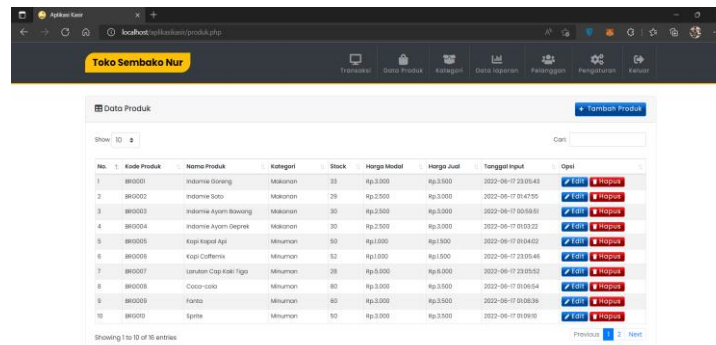 Aplikasi Kasir
localhost/aplikasikasir/produk.php
Toko Sembako Nur
Transaksi Data Produk Kategori Data laporan Pelanggan Pengaturan Keluar
Data Produk
+ Tambah Produk
Show 10
Cari:
No. Kode Produk Nama Produk Kategori Stock Harga Modal Harga Jual Tanggal Input Opsi
1 BRG001 Indomie Goreng Makanan 33 Rp.3.000 Rp.3.500 2022-06-17 23:05:43 Edit Hapus
2 BRG002 Indomie Soto Makanan 29 Rp.2.500 Rp.3.000 2022-06-17 01:47:55 Edit Hapus
3 BRG003 Indomie Ayam Bawang Makanan 30 Rp.2.500 Rp.3.000 2022-06-17 00:59:51 Edit Hapus
4 BRG004 Indomie Ayam Geprek Makanan 30 Rp.2.500 Rp.3.000 2022-06-17 01:03:22 Edit Hapus
5 BRG005 Kopi Kapal Api Minuman 50 Rp.1.000 Rp.1.500 2022-06-17 01:04:02 Edit Hapus
6 BRG006 Kopi Coffemix Minuman 52 Rp.1.000 Rp.1.500 2022-06-17 23:05:46 Edit Hapus
7 BRG007 Larutan Cap Kaki Tiga Minuman 28 Rp.5.000 Rp.6.000 2022-06-17 23:05:52 Edit Hapus
8 BRG008 Coca-cola Minuman 80 Rp.3.000 Rp.3.500 2022-06-17 01:06:54 Edit Hapus
9 BRG009 Fanta Minuman 60 Rp.3.000 Rp.3.500 2022-06-17 01:08:36 Edit Hapus
10 BRG010 Sprite Minuman 50 Rp.3.000 Rp.3.500 2022-06-17 01:09:10 Edit Hapus
Showing 1 to 10 of 16 entries
Previous 1 2 Next